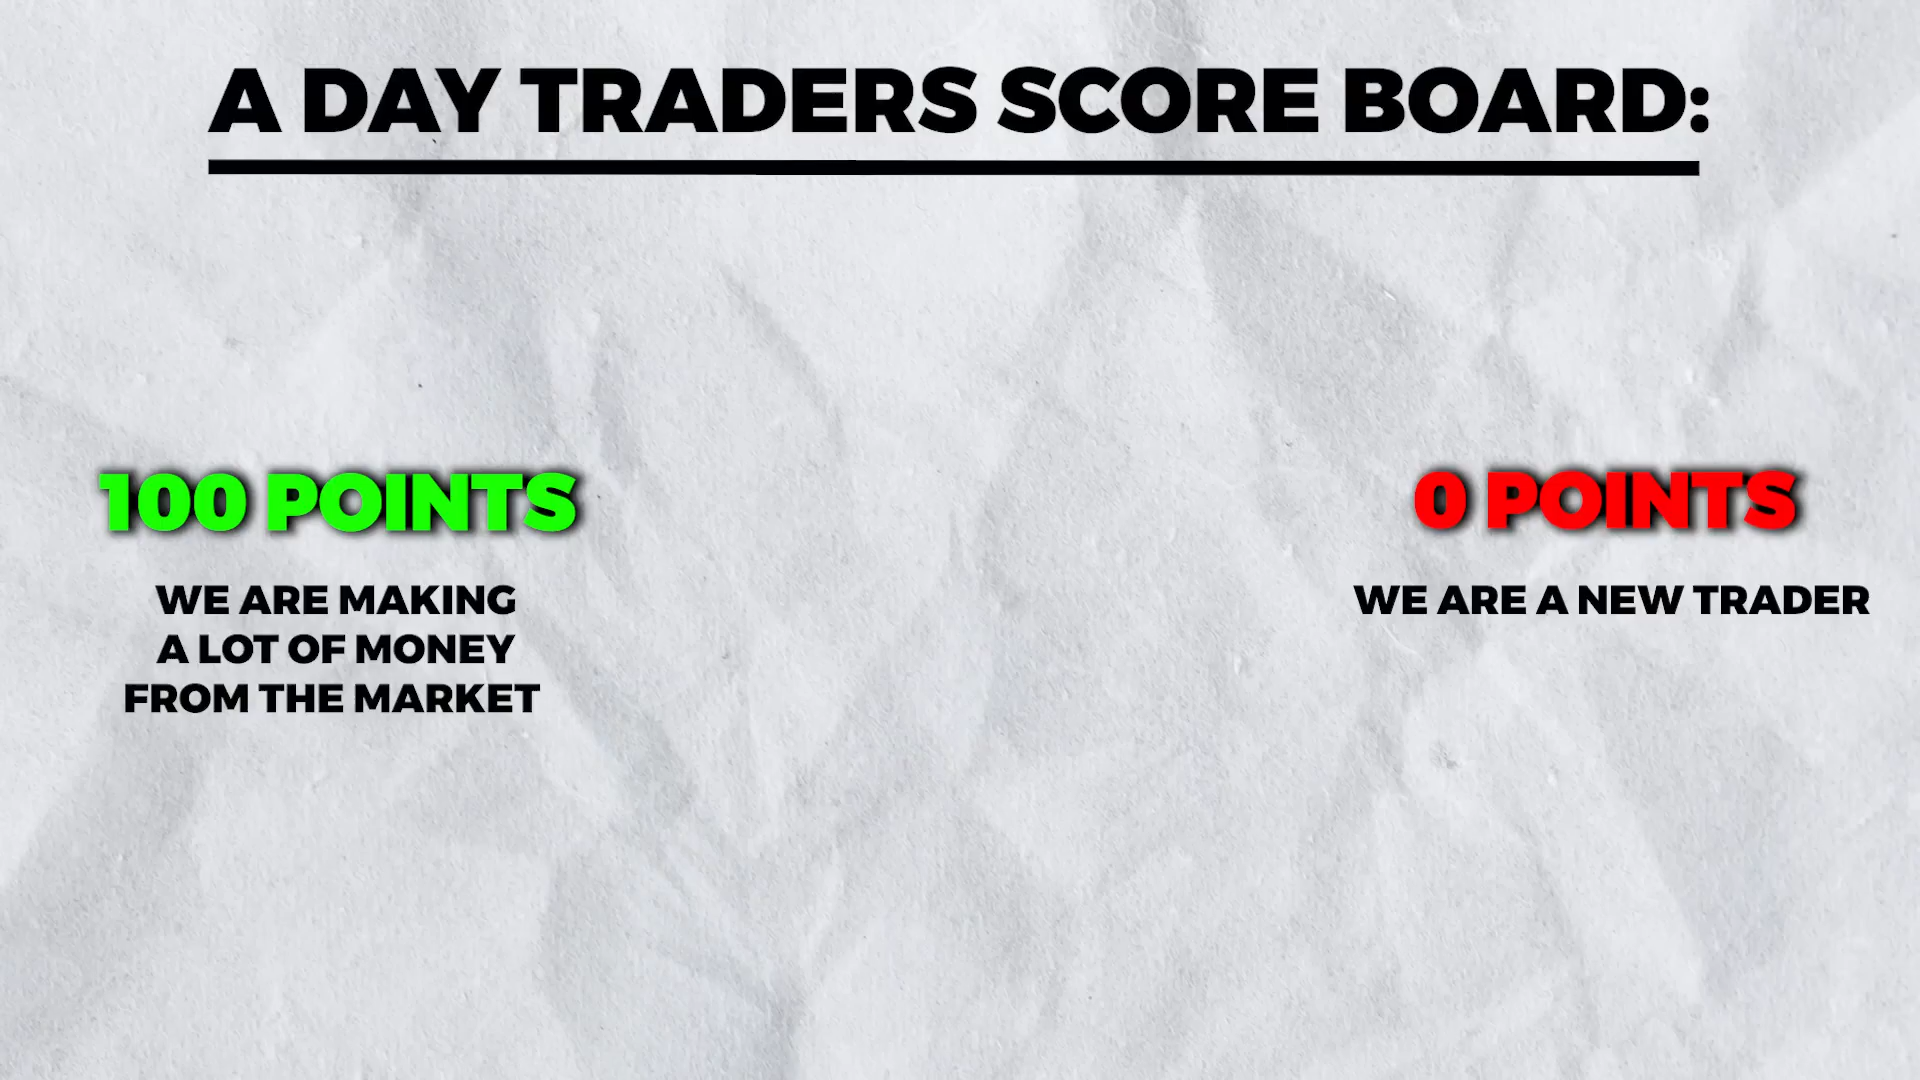 A DAY TRADERS SCORE BOARD:
100 POINTS
WE ARE MAKING
A LOT OF MONEY
FROM THE MARKET
0 POINTS
WE ARE A NEW TRADER